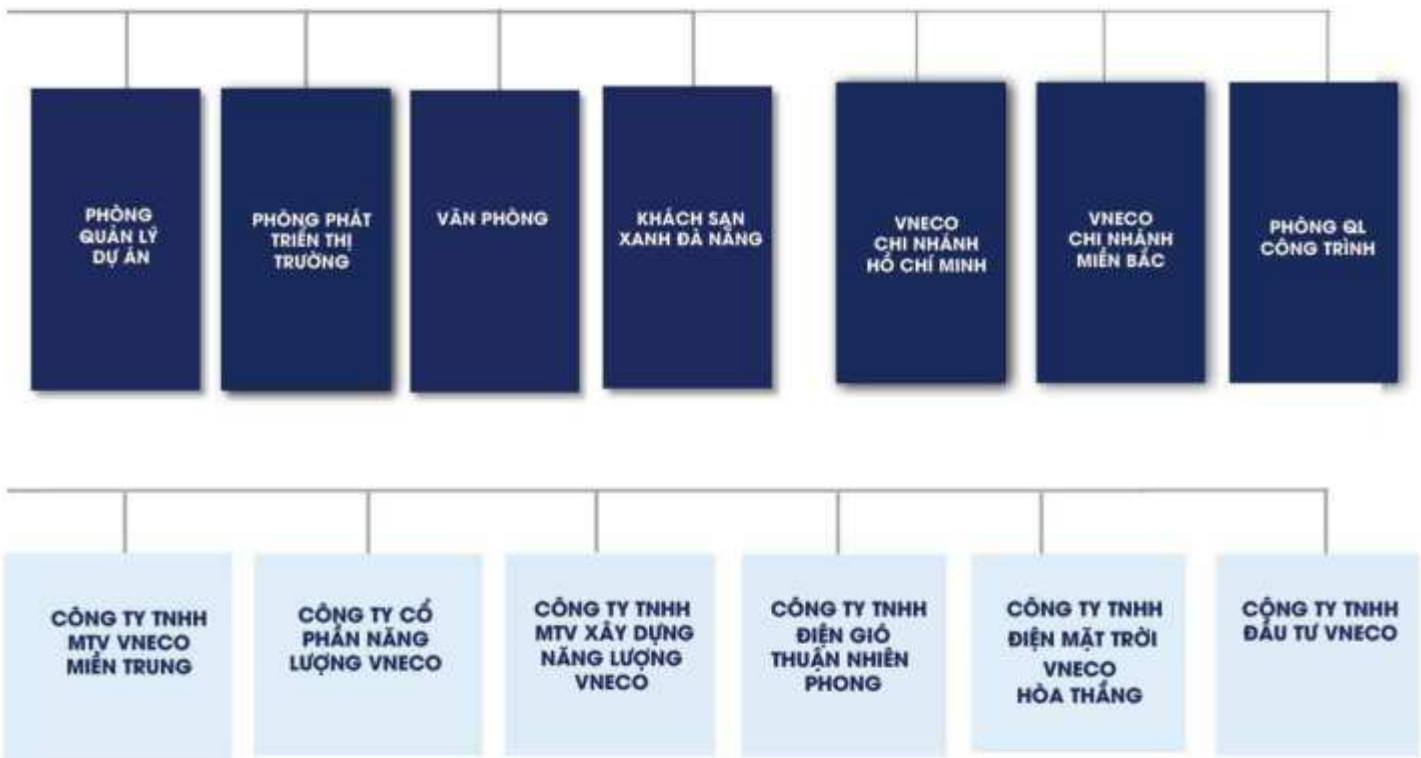 PHÒNG
QUẢN LÝ
DỰ ÁN
PHÒNG PHÁT
TRIỂN THỊ
TRƯỜNG
VĂN PHÒNG
KHÁCH SẠN
XANH ĐÀ NẴNG
VNECO
CHI NHÁNH
HỒ CHÍ MINH
VNECO
CHI NHÁNH
MIỀN BẮC
PHÒNG QL
CÔNG TRÌNH
CÔNG TY TNHH
MTV VNECO
MIỀN TRUNG
CÔNG TY CỔ
PHẦN NĂNG
LƯỢNG VNECO
CÔNG TY TNHH
MTV XÂY DỰNG
NĂNG LƯỢNG
VNECO
CÔNG TY TNHH
ĐIỆN GIÓ
THUẬN NHIÊN
PHONG
CÔNG TY TNHH
ĐIỆN MẶT TRỜI
VNECO
HÒA THẮNG
CÔNG TY TNHH
ĐẦU TƯ VNECO